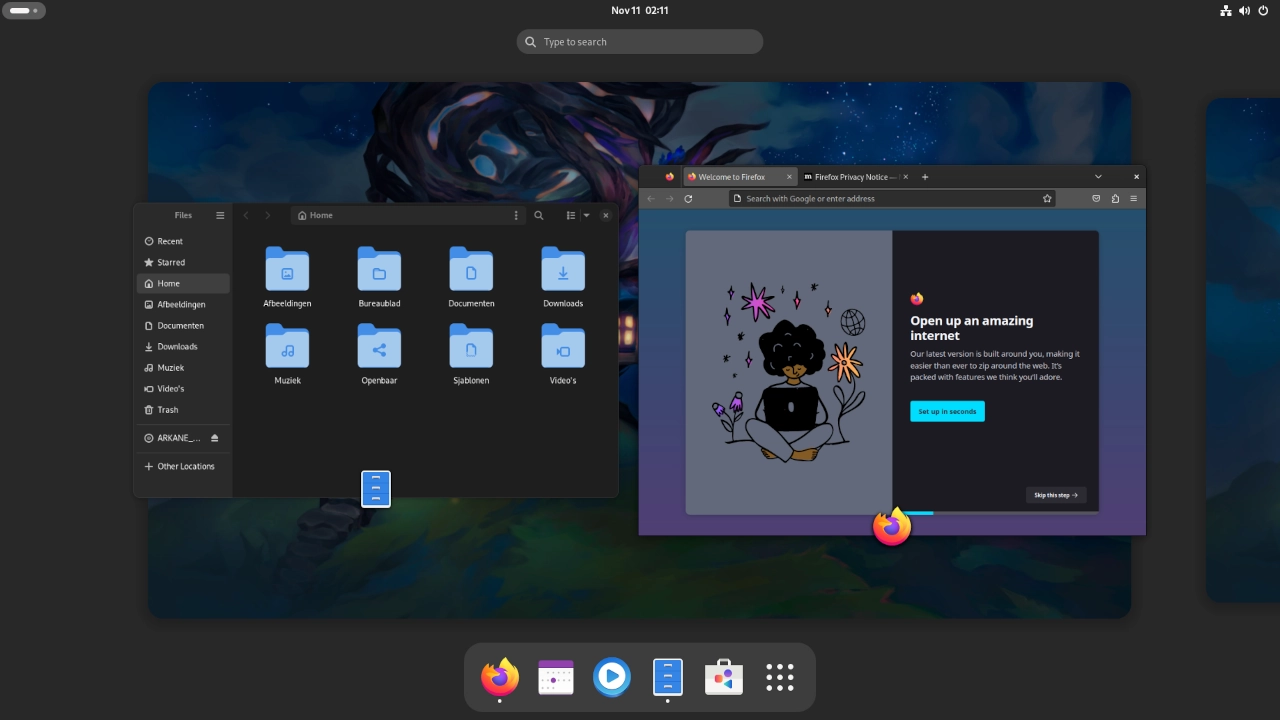 Nov 11 02:11
Type to search
Files
Home
Recent
Starred
Home
Afbeeldingen
Documenten
Downloads
Muziek
Video's
Trash
ARKANE_...
Other Locations
Afbeeldingen
Bureaublad
Documenten
Downloads
Muziek
Openbaar
Sjablonen
Video's
Welcome to Firefox
m Firefox Privacy Notice —
Search with Google or enter address
Open up an amazing
internet
Our latest version is built around you, making it
easier than ever to zip around the web. It's
packed with features we think you'll adore.
Set up in seconds
Skip this step →